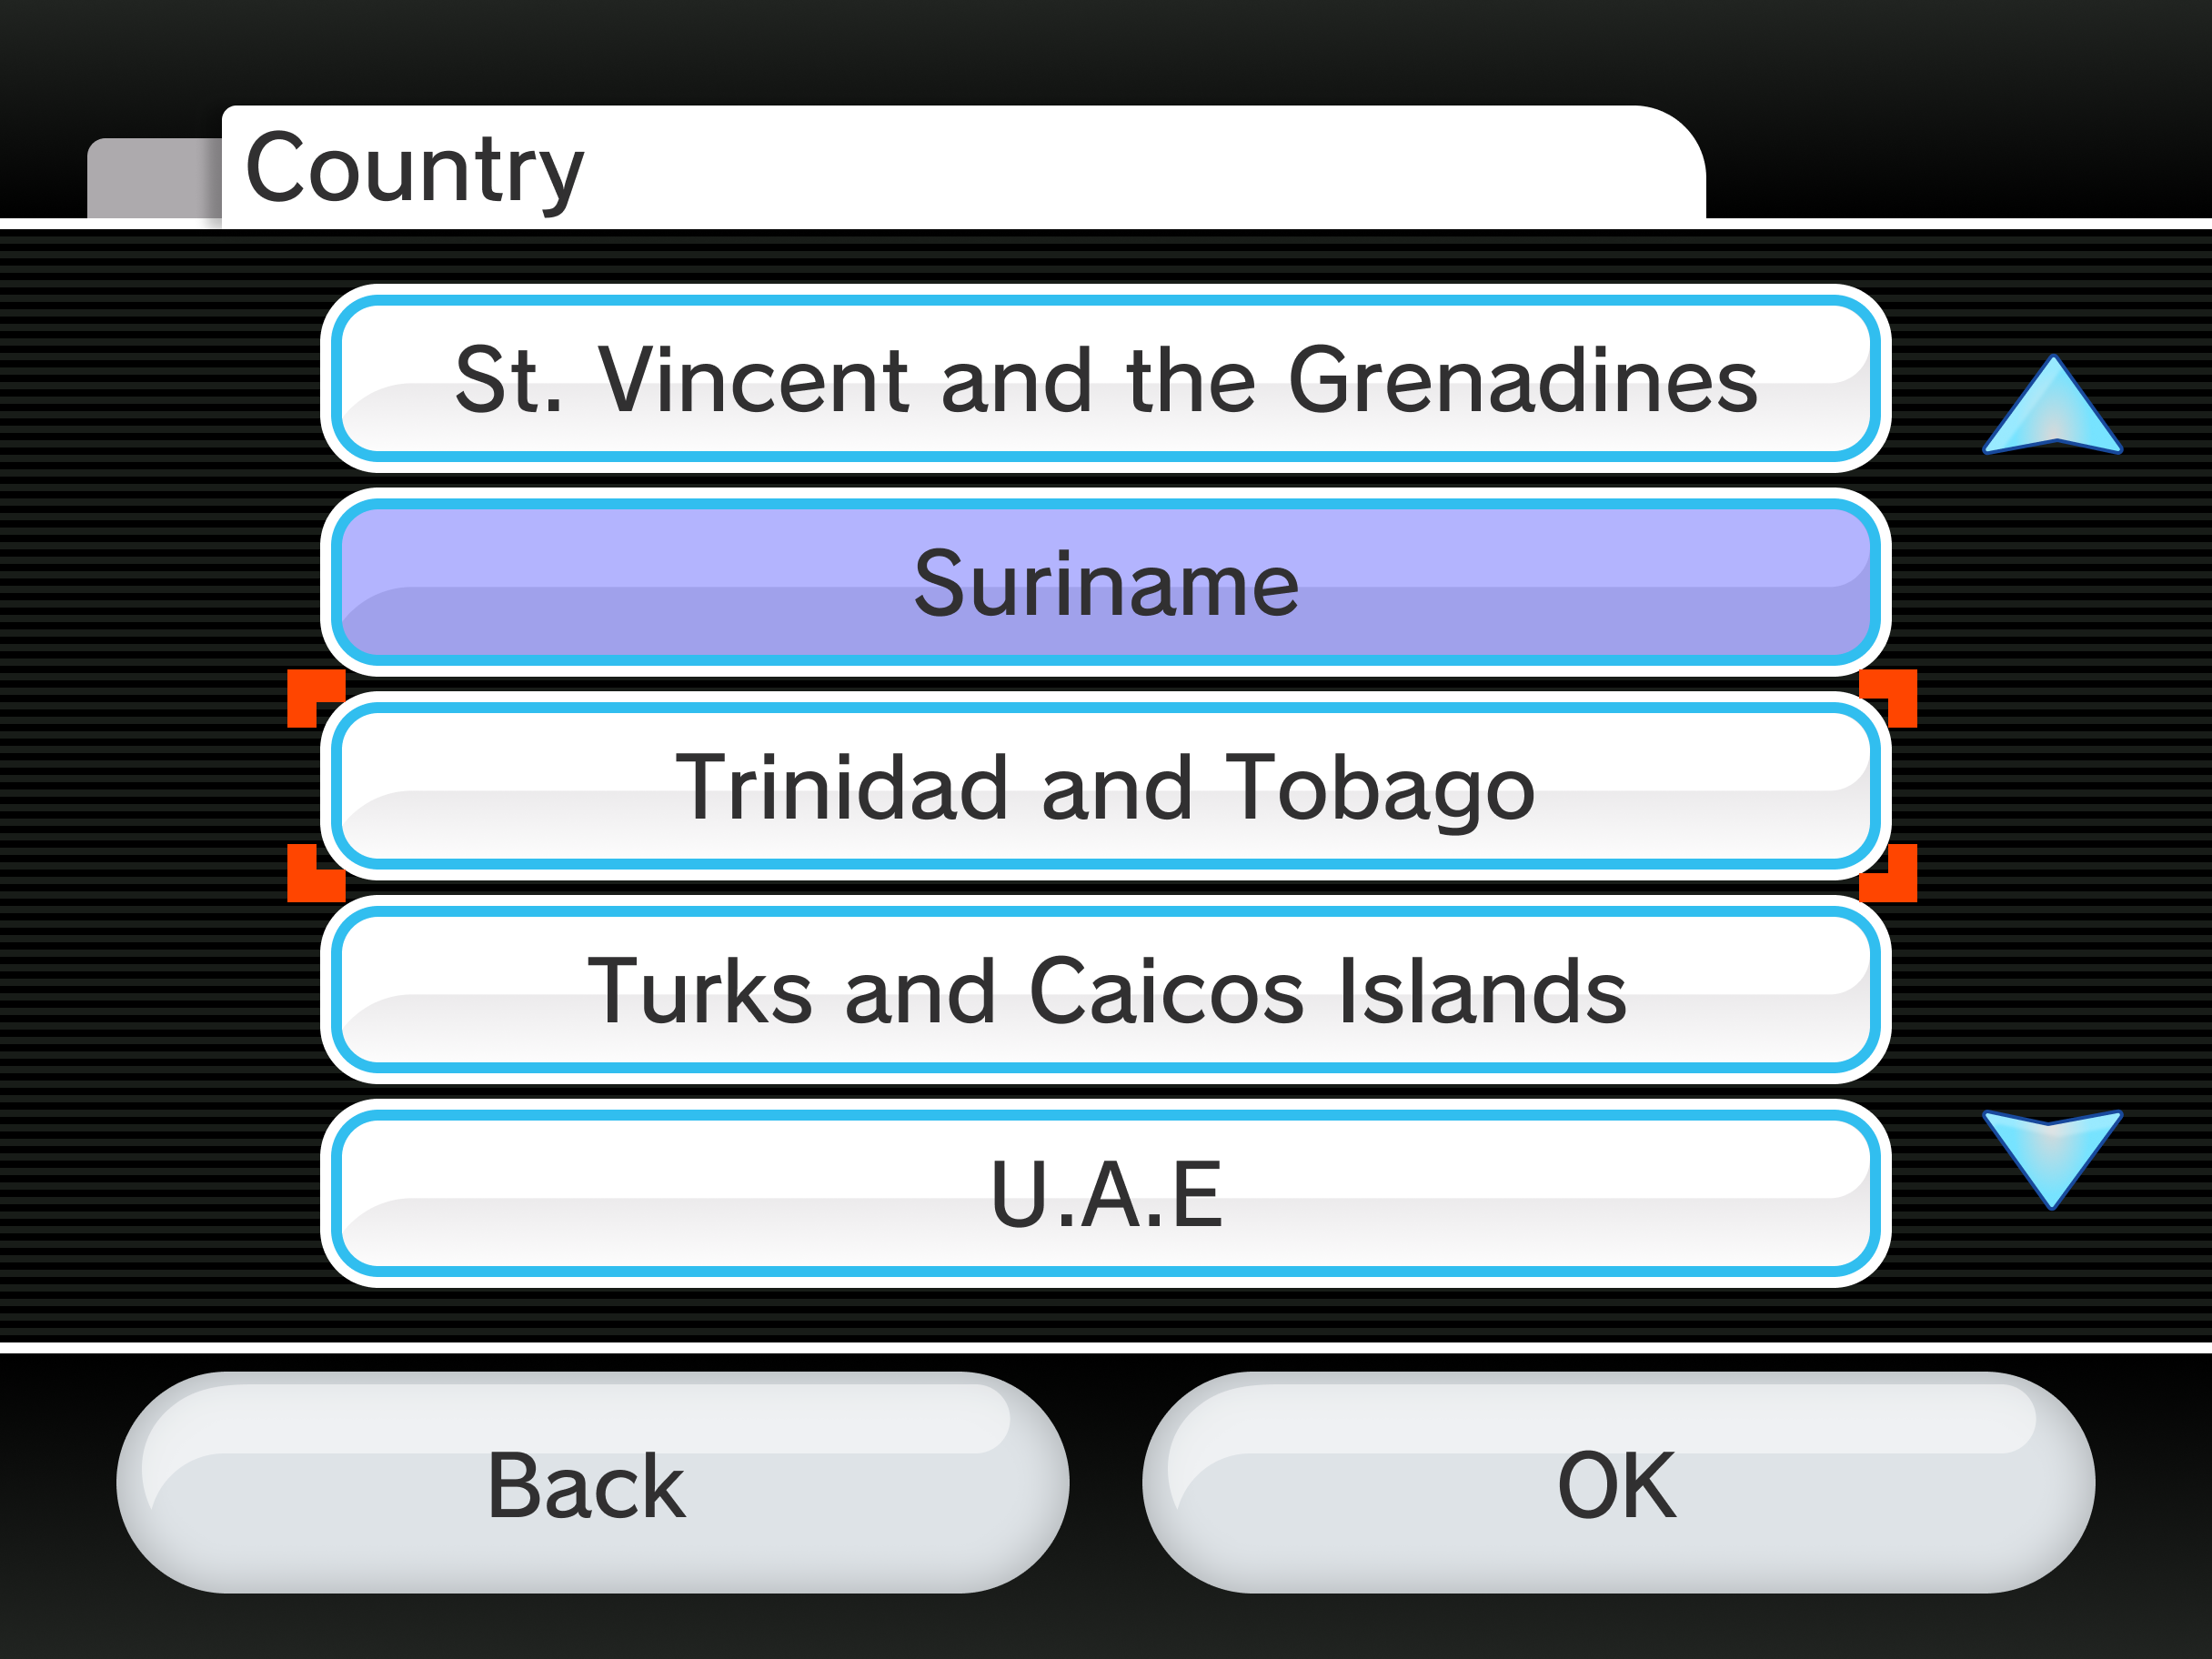 Country
St. Vincent and the Grenadines
Suriname
Trinidad and Tobago
Turks and Caicos Islands
U.A.E
Back
OK